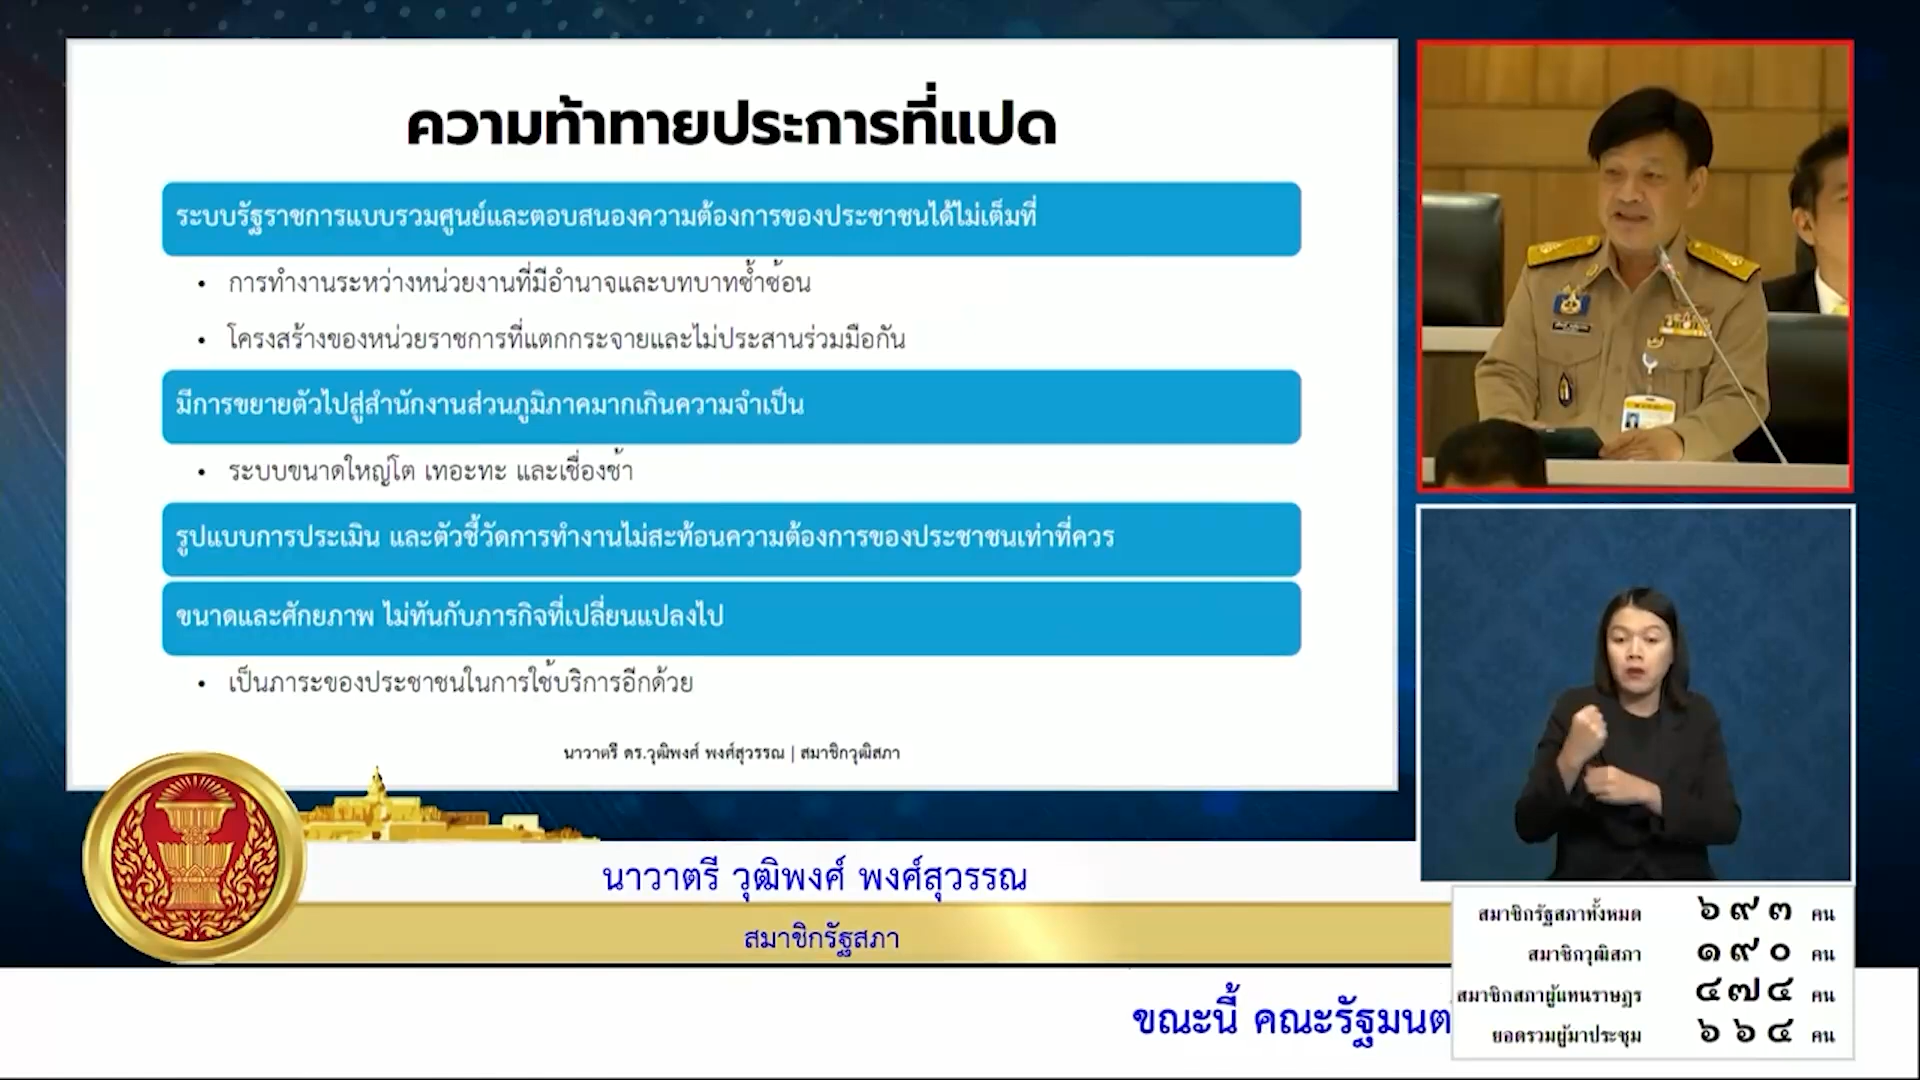 ความท้าทายประการที่แปด
ระบบรัฐราชการแบบรวมศูนย์และตอบสนองความต้องการของประชาชนได้ไม่เต็มที่
• การทำงานระหว่างหน่วยงานที่มีอำนาจและบทบาทซ้ำซ้อน
• โครงสร้างของหน่วยราชการที่แตกกระจายและไม่ประสานร่วมมือกัน
มีการขยายตัวไปสู่สำนักงานส่วนภูมิภาคมากเกินความจำเป็น
• ระบบขนาดใหญ่โต เทอะทะ และเชื่องช้า
รูปแบบการประเมิน และตัวชี้วัดการทำงานไม่สะท้อนความต้องการของประชาชนเท่าที่ควร
ขนาดและศักยภาพ ไม่ทันกับภารกิจที่เปลี่ยนแปลงไป
• เป็นภาระของประชาชนในการใช้บริการอีกด้วย
นาวาตรี ดร.วุฒิพงศ์ พงศ์สุวรรณ | สมาชิกวุฒิสภา
นาวาตรี วุฒิพงศ์ พงศ์สุวรรณ
สมาชิกรัฐสภา
สมาชิกรัฐสภาทั้งหมด ๖๙๓ คน
สมาชิกวุฒิสภา ๑๙๐ คน
สมาชิกสภาผู้แทนราษฎร ๔๗๔ คน
ยอดรวมผู้มาประชุม ๖๖๔ คน
ขณะนี้ คณะรัฐมนต